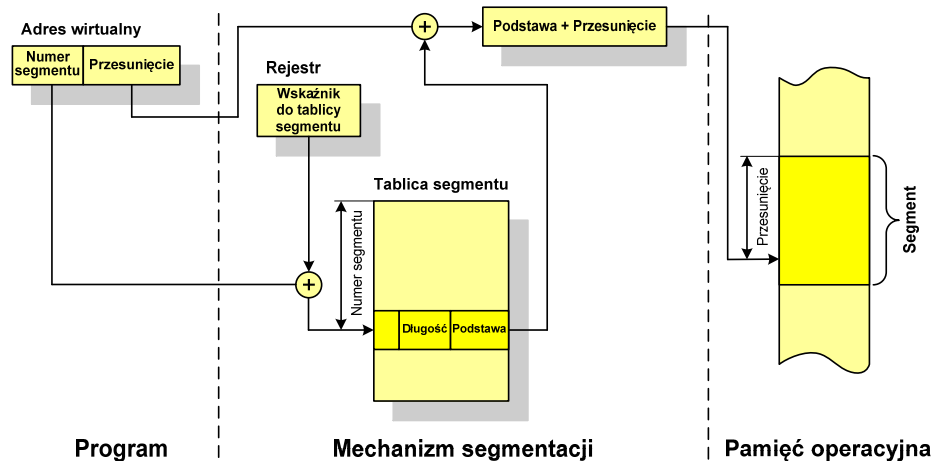 Adres wirtualny
Numer
segmentu
Przesunięcie
Rejestr
Wskaźnik
do tablicy
segmentu
+
Podstawa + Przesunięcie
Tablica segmentu
Numer segmentu
+
Długość
Podstawa
Przesunięcie
Segment
Program
Mechanizm segmentacji
Pamięć operacyjna